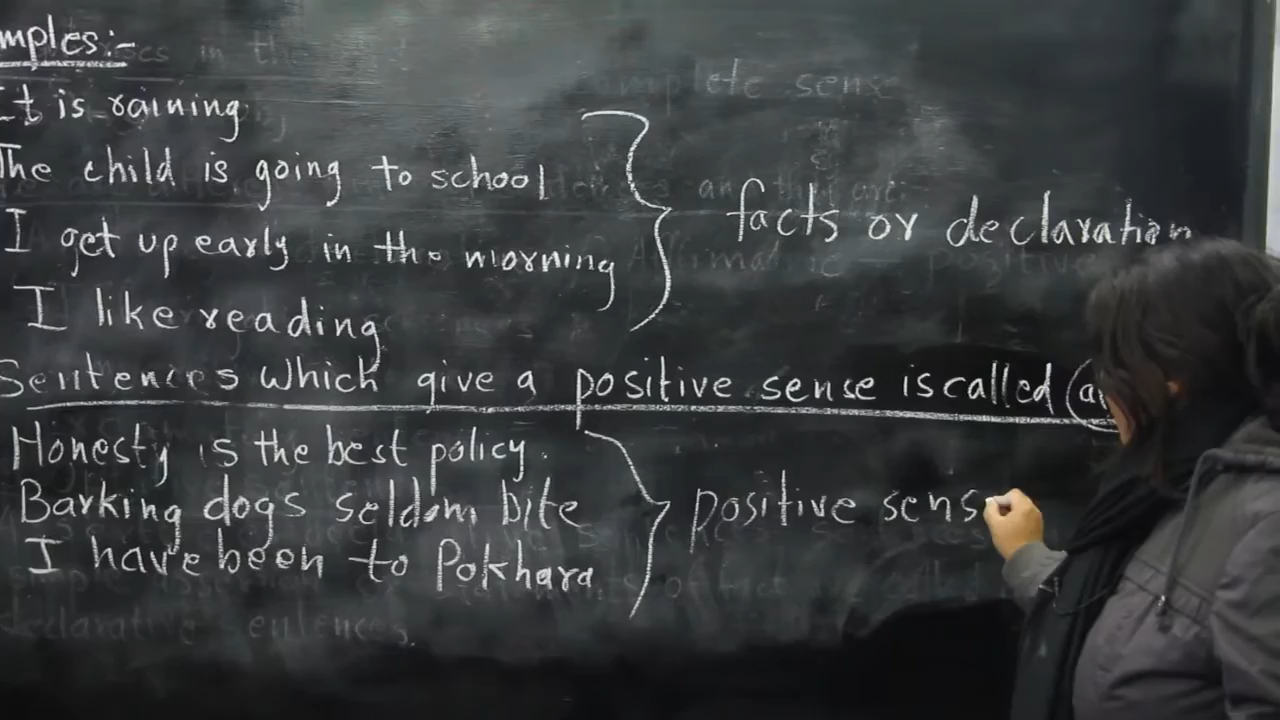 mples:-
It is raining
The child is going to school
I get up early in the morning
I like reading
facts or declaration
Sentences which give a positive sense is called (a
Honesty is the best policy.
Barking dogs seldom bite
I have been to Pokhara
positive sens